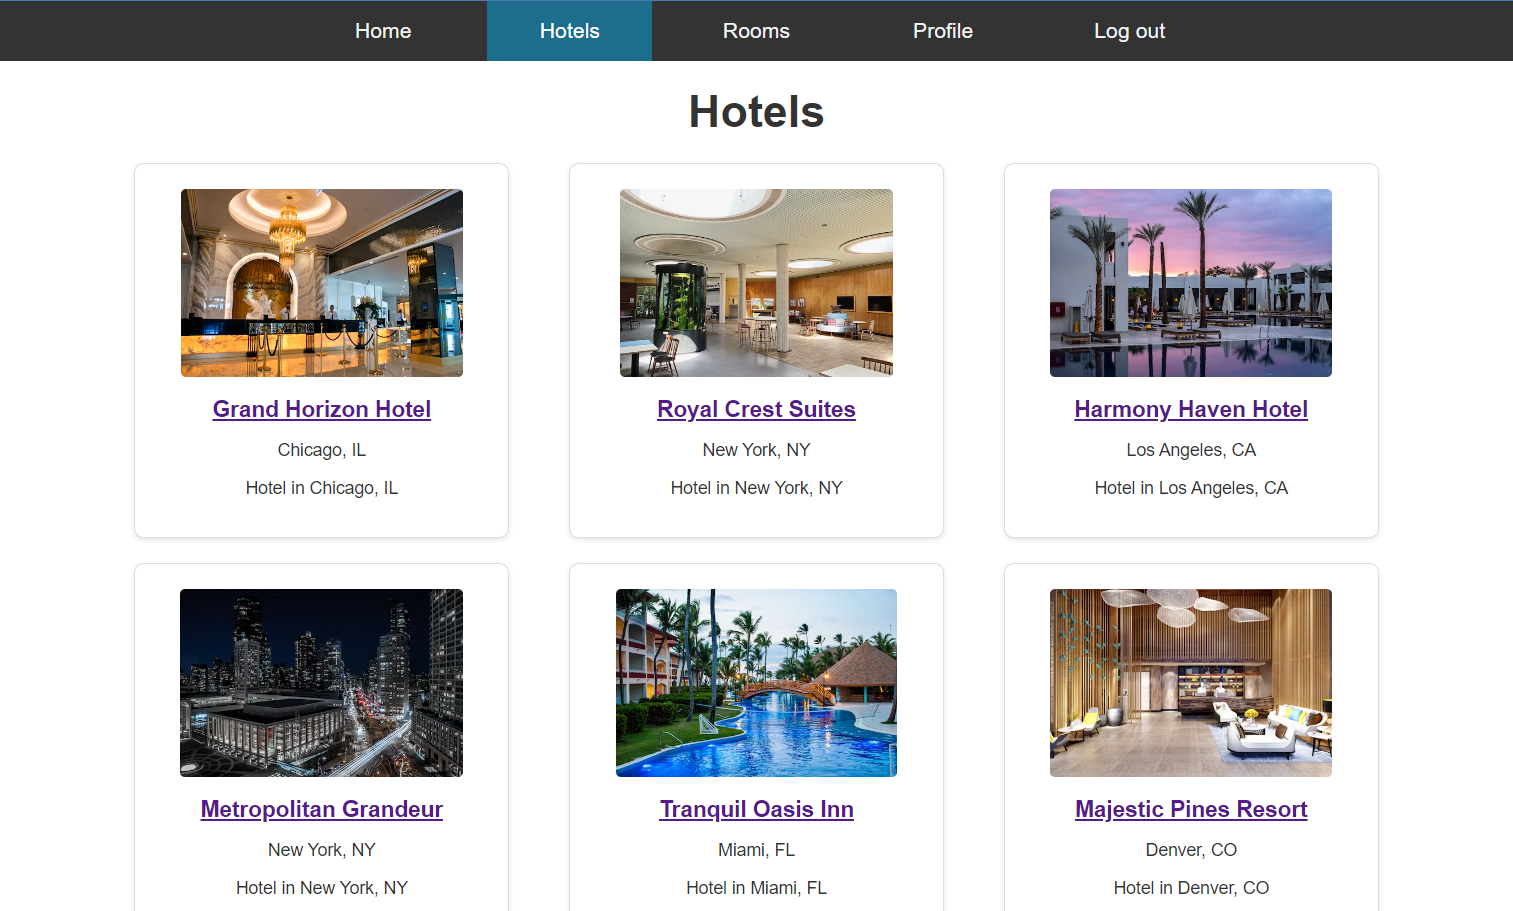 Home Hotels Rooms Profile Log out
Hotels
Grand Horizon Hotel
Chicago, IL
Hotel in Chicago, IL
Royal Crest Suites
New York, NY
Hotel in New York, NY
Harmony Haven Hotel
Los Angeles, CA
Hotel in Los Angeles, CA
Metropolitan Grandeur
New York, NY
Hotel in New York, NY
Tranquil Oasis Inn
Miami, FL
Hotel in Miami, FL
Majestic Pines Resort
Denver, CO
Hotel in Denver, CO